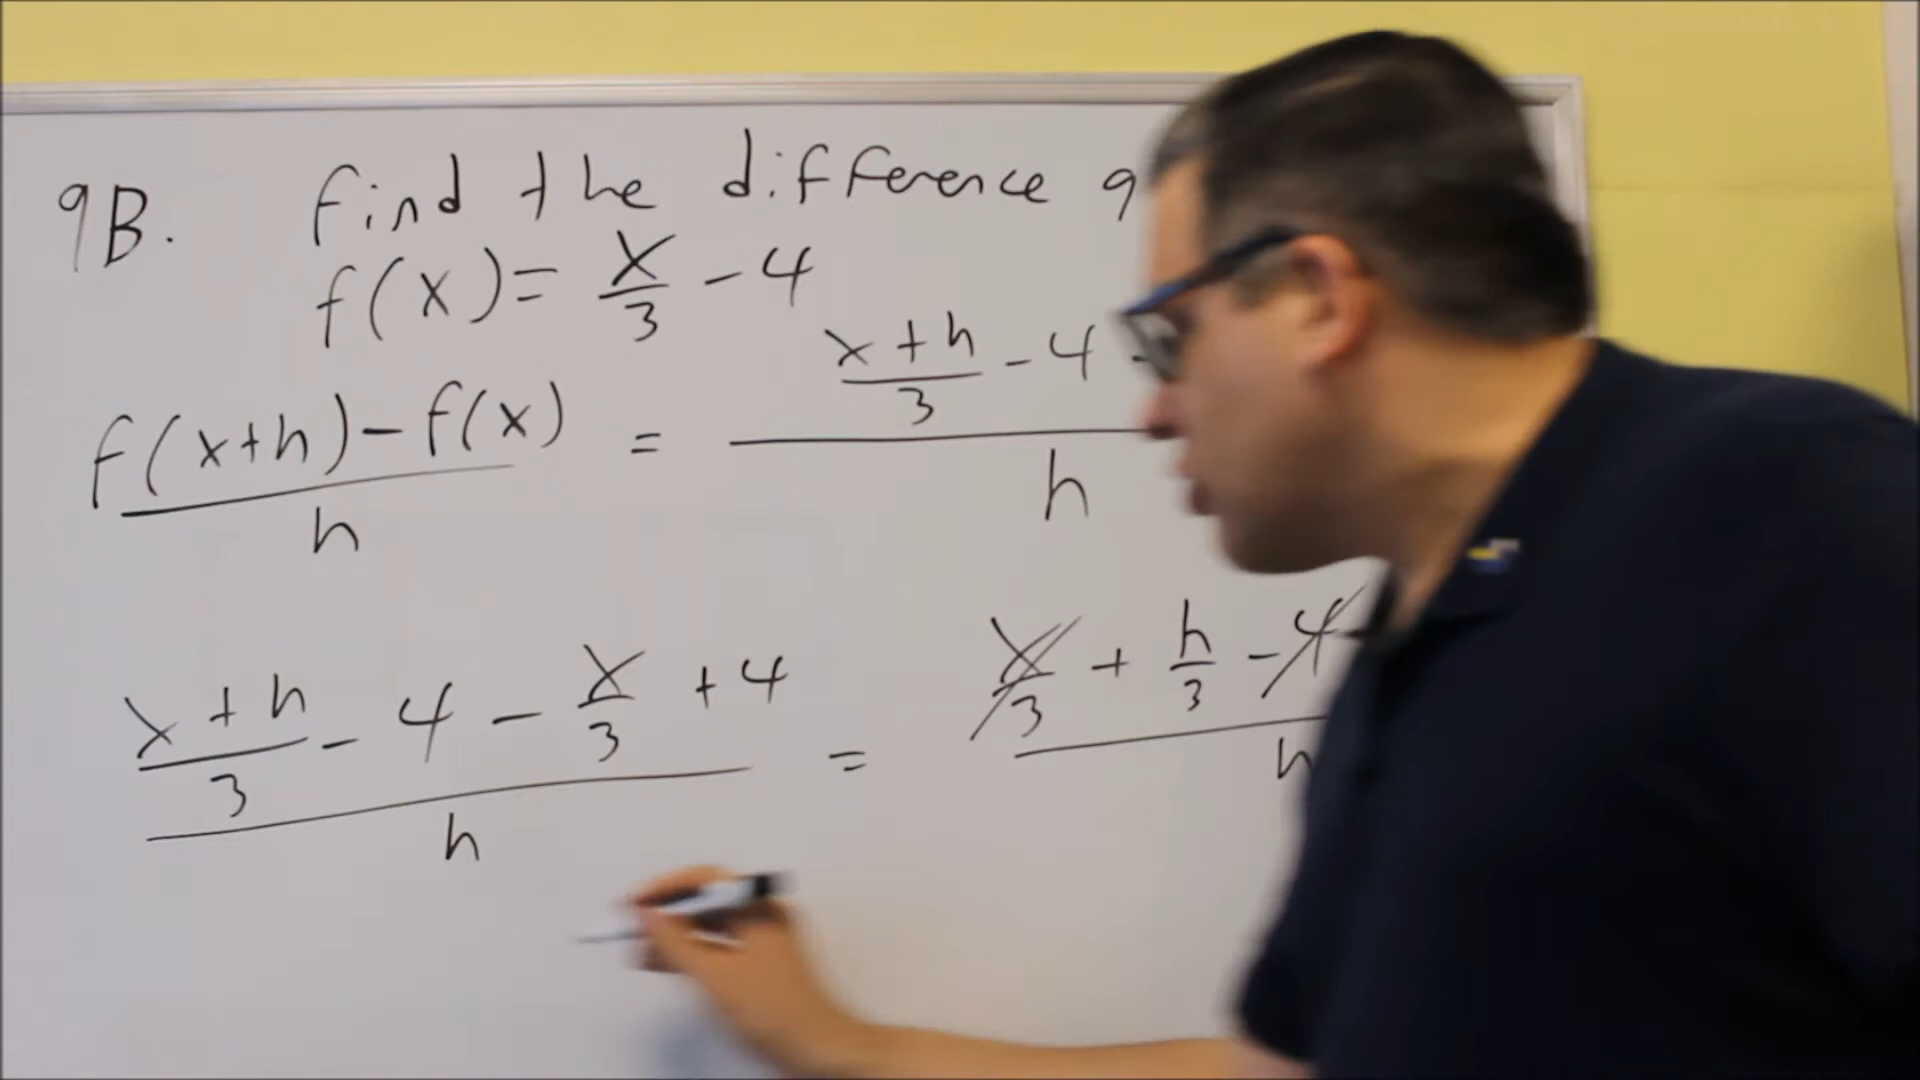 9B. Find the difference q
f(x) = x/3 - 4
(f(x+h) - f(x))/h = ((x+h)/3 - 4 -)/h
((x+h)/3 - 4 - x/3 + 4)/h = (x/3 + h/3 - 4)/h